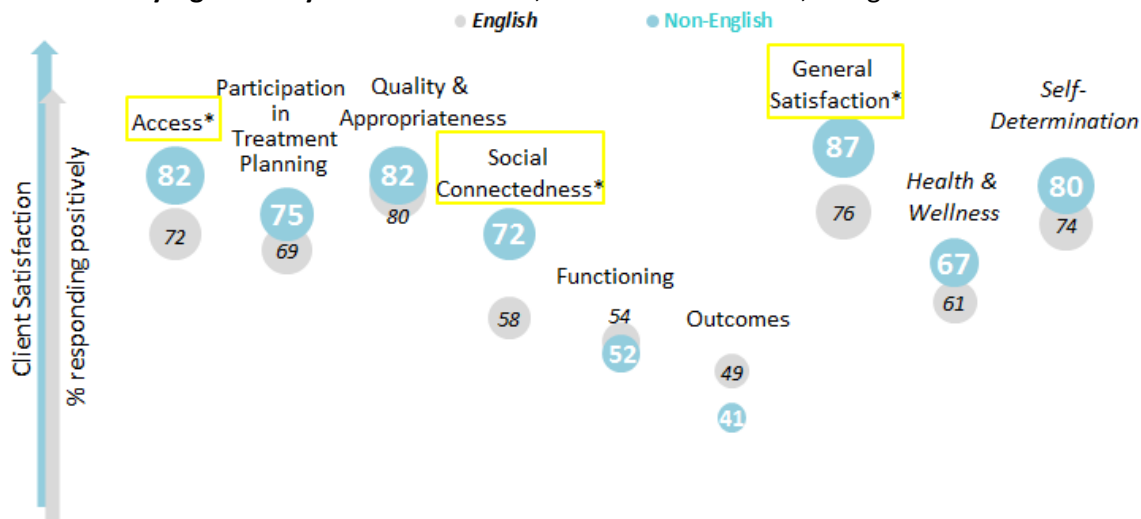 English
Non-English
Client Satisfaction
% responding positively
Access*
82
72
Participation
in
Treatment
Planning
75
69
Quality &
Appropriateness
82
80
Social
Connectedness*
72
58
Functioning
54
52
Outcomes
49
41
General
Satisfaction*
87
76
Health &
Wellness
67
61
Self-
Determination
80
74